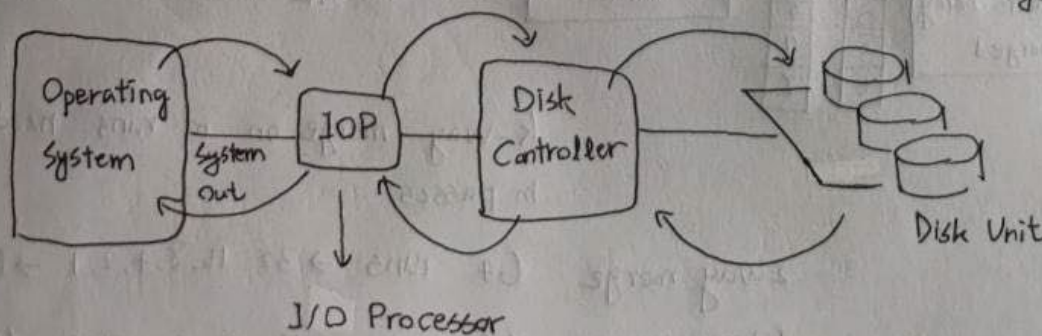 Operating
System
System
Out
IOP
I/O Processor
Disk
Controller
Disk Unit